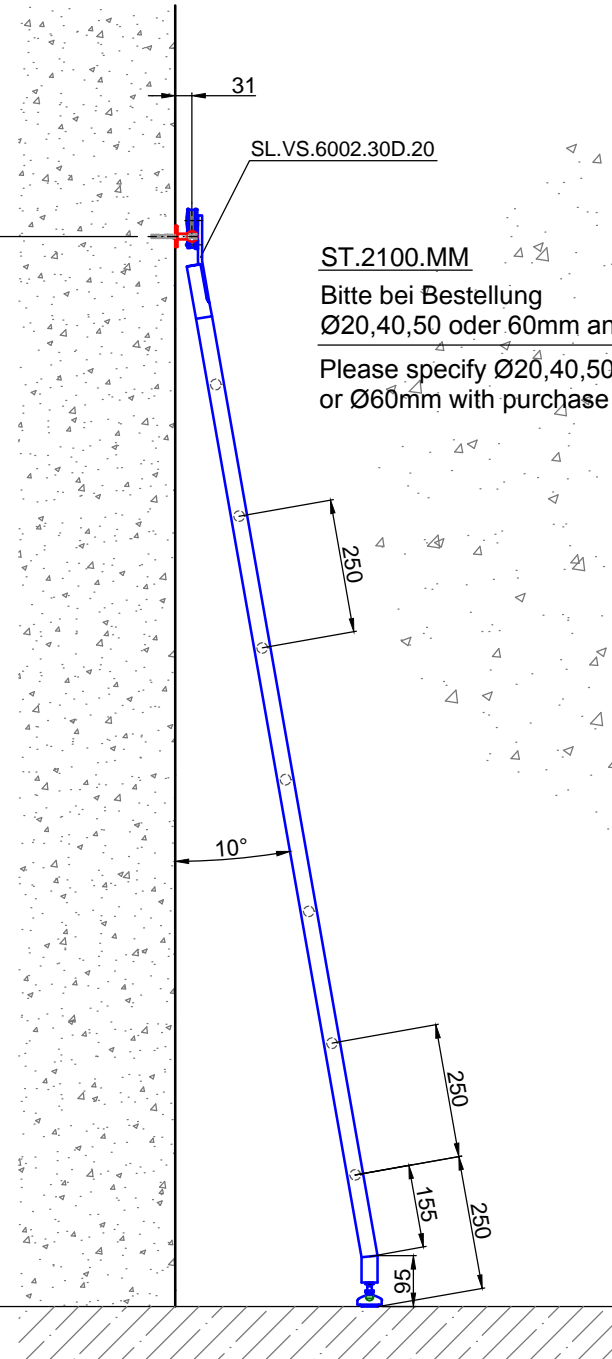 31
SL.VS.6002.30D.20
ST.2100.MM
Bitte bei Bestellung
Ø20,40,50 oder 60mm an
Please specify Ø20,40,50
or Ø60mm with purchase
250
10°
250
155
250
95